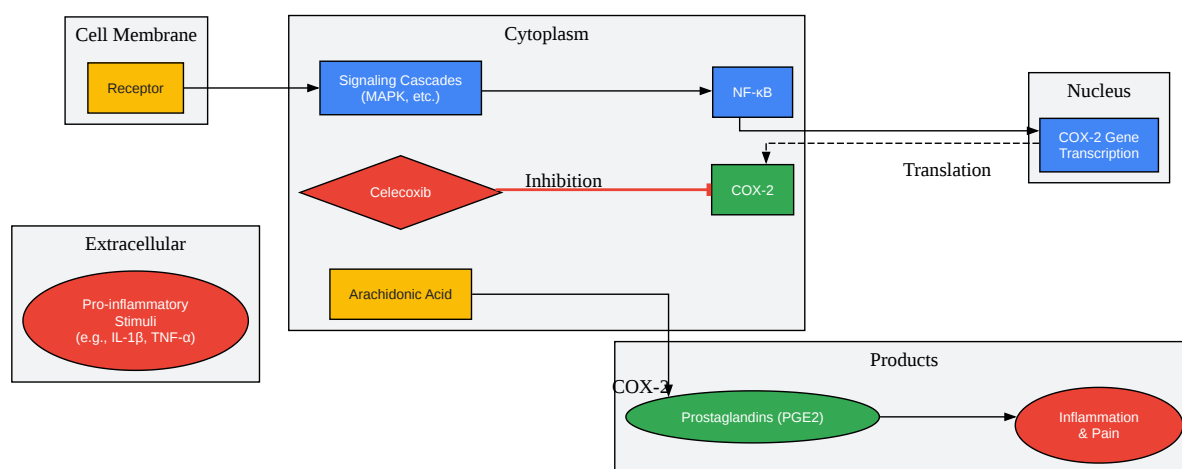 Cell Membrane
Receptor
Cytoplasm
Signaling Cascades
(MAPK, etc.)
NF-κB
Nucleus
COX-2 Gene
Transcription
Translation
Celecoxib
Inhibition
COX-2
Extracellular
Pro-inflammatory
Stimuli
(e.g., IL-1β, TNF-α)
Arachidonic Acid
Products
COX-2
Prostaglandins (PGE2)
Inflammation
& Pain